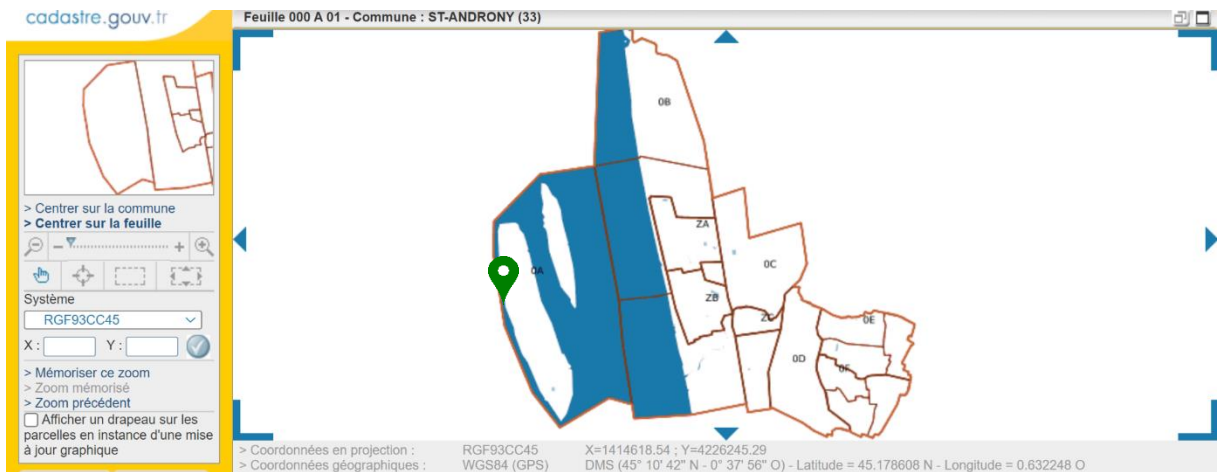 cadastre.gouv.fr
Feuille 000 A 01 - Commune : ST-ANDRONY (33)
> Centrer sur la commune
> Centrer sur la feuille
Système
RGF93CC45
X : Y :
> Mémoriser ce zoom
> Zoom mémorisé
> Zoom précédent
Afficher un drapeau sur les
parcelles en instance d'une mise
à jour graphique
0B
ZA
0A
0C
ZB
ZC
0E
0D
0F
> Coordonnées en projection : RGF93CC45 X=1414618.54 ; Y=4226245.29
> Coordonnées géographiques : WGS84 (GPS) DMS (45° 10' 42" N - 0° 37' 56" O) - Latitude = 45.178608 N - Longitude = 0.632248 O